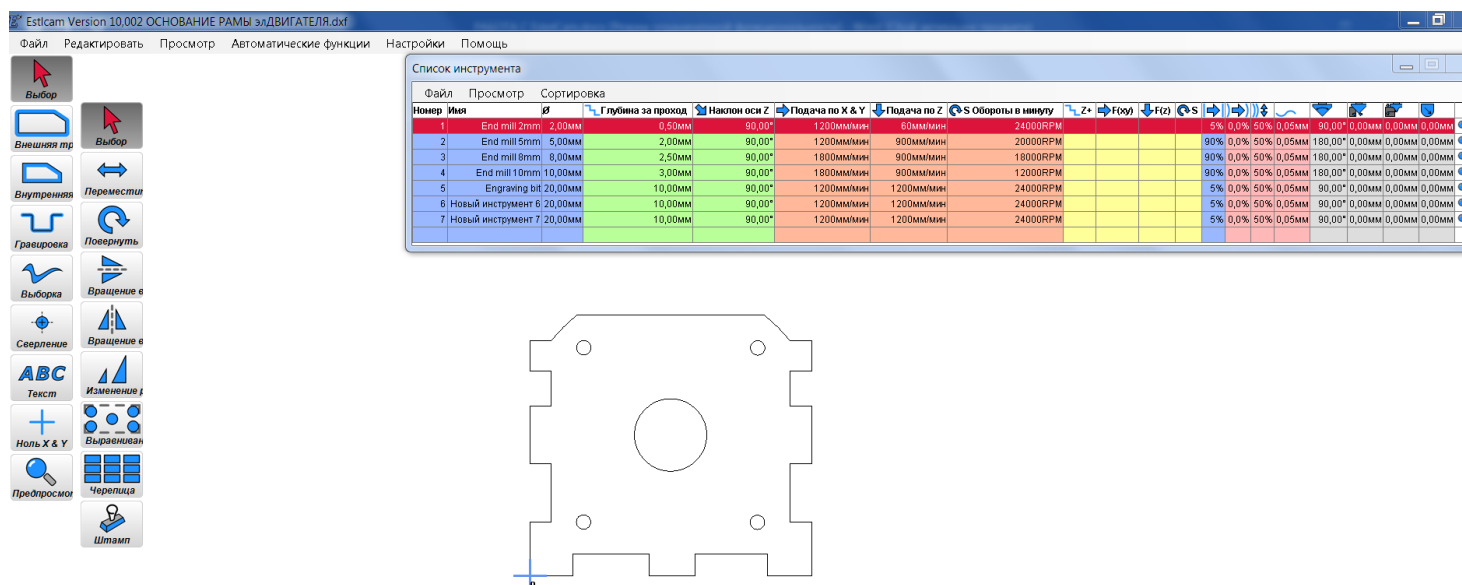 Estlcam Version 10,002 ОСНОВАНИЕ РАМЫ элДВИГАТЕЛЯ.dxf
Файл Редактировать Просмотр Автоматические функции Настройки Помощь
Выбор
Внешняя тр
Внутренняя
Гравировка
Выборка
Сверление
ABC
Текст
Ноль X & Y
Предпросмот
Выбор
Переместит
Повернуть
Вращение в
Вращение в
Изменение р
Выравниван
Черепица
Штамп
Список инструмента
Файл Просмотр Сортировка
Номер Имя Ø Глубина за проход Наклон оси Z Подача по X & Y Подача по Z S Обороты в минуту Z+ F(xy) F(z) S
1 End mill 2mm 2,00мм 0,50мм 90,00° 1200мм/мин 60мм/мин 24000RPM 5% 0,0% 50% 0,05мм 90,00° 0,00мм 0,00мм 0,00мм
2 End mill 5mm 5,00мм 2,00мм 90,00° 1200мм/мин 900мм/мин 20000RPM 90% 0,0% 50% 0,05мм 180,00° 0,00мм 0,00мм 0,00мм
3 End mill 8mm 8,00мм 2,50мм 90,00° 1800мм/мин 900мм/мин 18000RPM 90% 0,0% 50% 0,05мм 180,00° 0,00мм 0,00мм 0,00мм
4 End mill 10mm 10,00мм 3,00мм 90,00° 1800мм/мин 900мм/мин 12000RPM 90% 0,0% 50% 0,05мм 180,00° 0,00мм 0,00мм 0,00мм
5 Engraving bit 20,00мм 10,00мм 90,00° 1200мм/мин 1200мм/мин 24000RPM 5% 0,0% 50% 0,05мм 90,00° 0,00мм 0,00мм 0,00мм
6 Новый инструмент 6 20,00мм 10,00мм 90,00° 1200мм/мин 1200мм/мин 24000RPM 5% 0,0% 50% 0,05мм 90,00° 0,00мм 0,00мм 0,00мм
7 Новый инструмент 7 20,00мм 10,00мм 90,00° 1200мм/мин 1200мм/мин 24000RPM 5% 0,0% 50% 0,05мм 90,00° 0,00мм 0,00мм 0,00мм